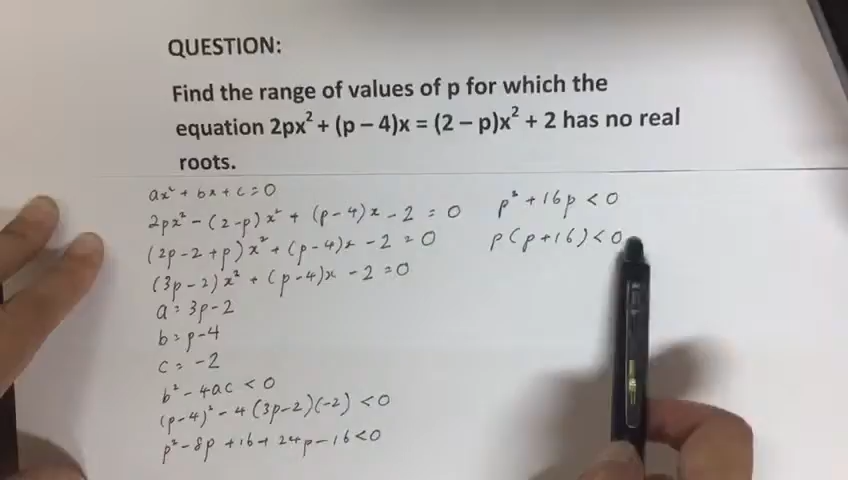 QUESTION:
Find the range of values of p for which the
equation 2px² + (p – 4)x = (2 – p)x² + 2 has no real
roots.
ax² + bx + c = 0
2px² - (2-p)x² + (p-4)x - 2 = 0
(2p-2+p)x² + (p-4)x - 2 = 0
(3p-2)x² + (p-4)x - 2 = 0
a = 3p-2
b = p-4
c = -2
b² - 4ac < 0
(p-4)² - 4(3p-2)(-2) < 0
p² - 8p + 16 + 24p - 16 < 0
p² + 16p < 0
p(p+16) < 0